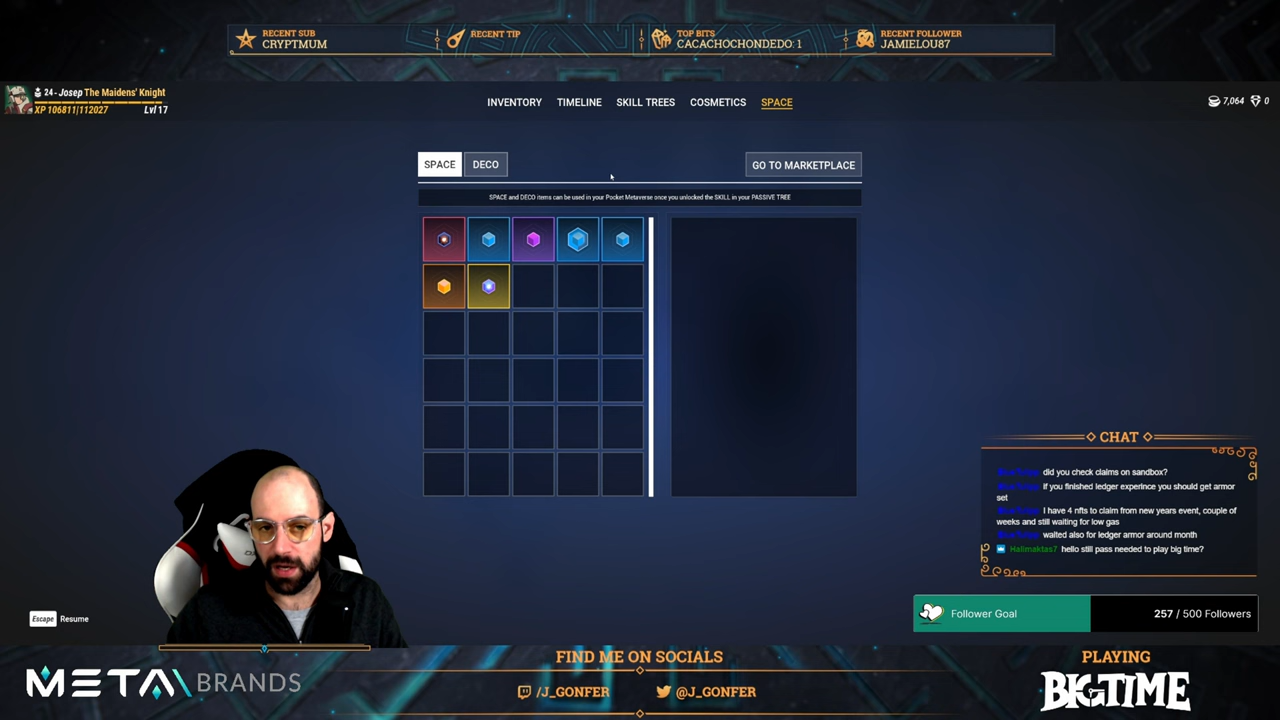 RECENT SUB
CRYPTMUM
RECENT TIP
TOP BITS
CACACHOCHONDEDO: 1
RECENT FOLLOWER
JAMIELOU87
24 - Josep The Maidens' Knight
XP 106811|112027
Lvl 17
INVENTORY
TIMELINE
SKILL TREES
COSMETICS
SPACE
7,064
0
SPACE
DECO
GO TO MARKETPLACE
SPACE and DECO items can be used in your Pocket Metaverse once you unlocked the SKILL in your PASSIVE TREE
CHAT
did you check claims on sandbox?
if you finished ledger experince you should get armor
set
I have 4 nfts to claim from new years event, couple of
weeks and still waiting for low gas
waited also for ledger armor around month
Halimaktas7 hello still pass needed to play big time?
Follower Goal
257 / 500 Followers
Escape Resume
META BRANDS
FIND ME ON SOCIALS
/J_GONFER
@J_GONFER
PLAYING
BIGTIME